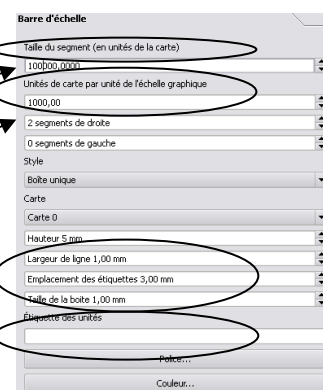 Barre d'échelle
Taille du segment (en unités de la carte)
100000,0000
Unités de carte par unité de l'échelle graphique
1000,00
2 segments de droite
0 segments de gauche
Style
Boîte unique
Carte
Carte 0
Hauteur 5 mm
Largeur de ligne 1,00 mm
Emplacement des étiquettes 3,00 mm
Taille de la boite 1,00 mm
Étiquette des unités
Police...
Couleur...